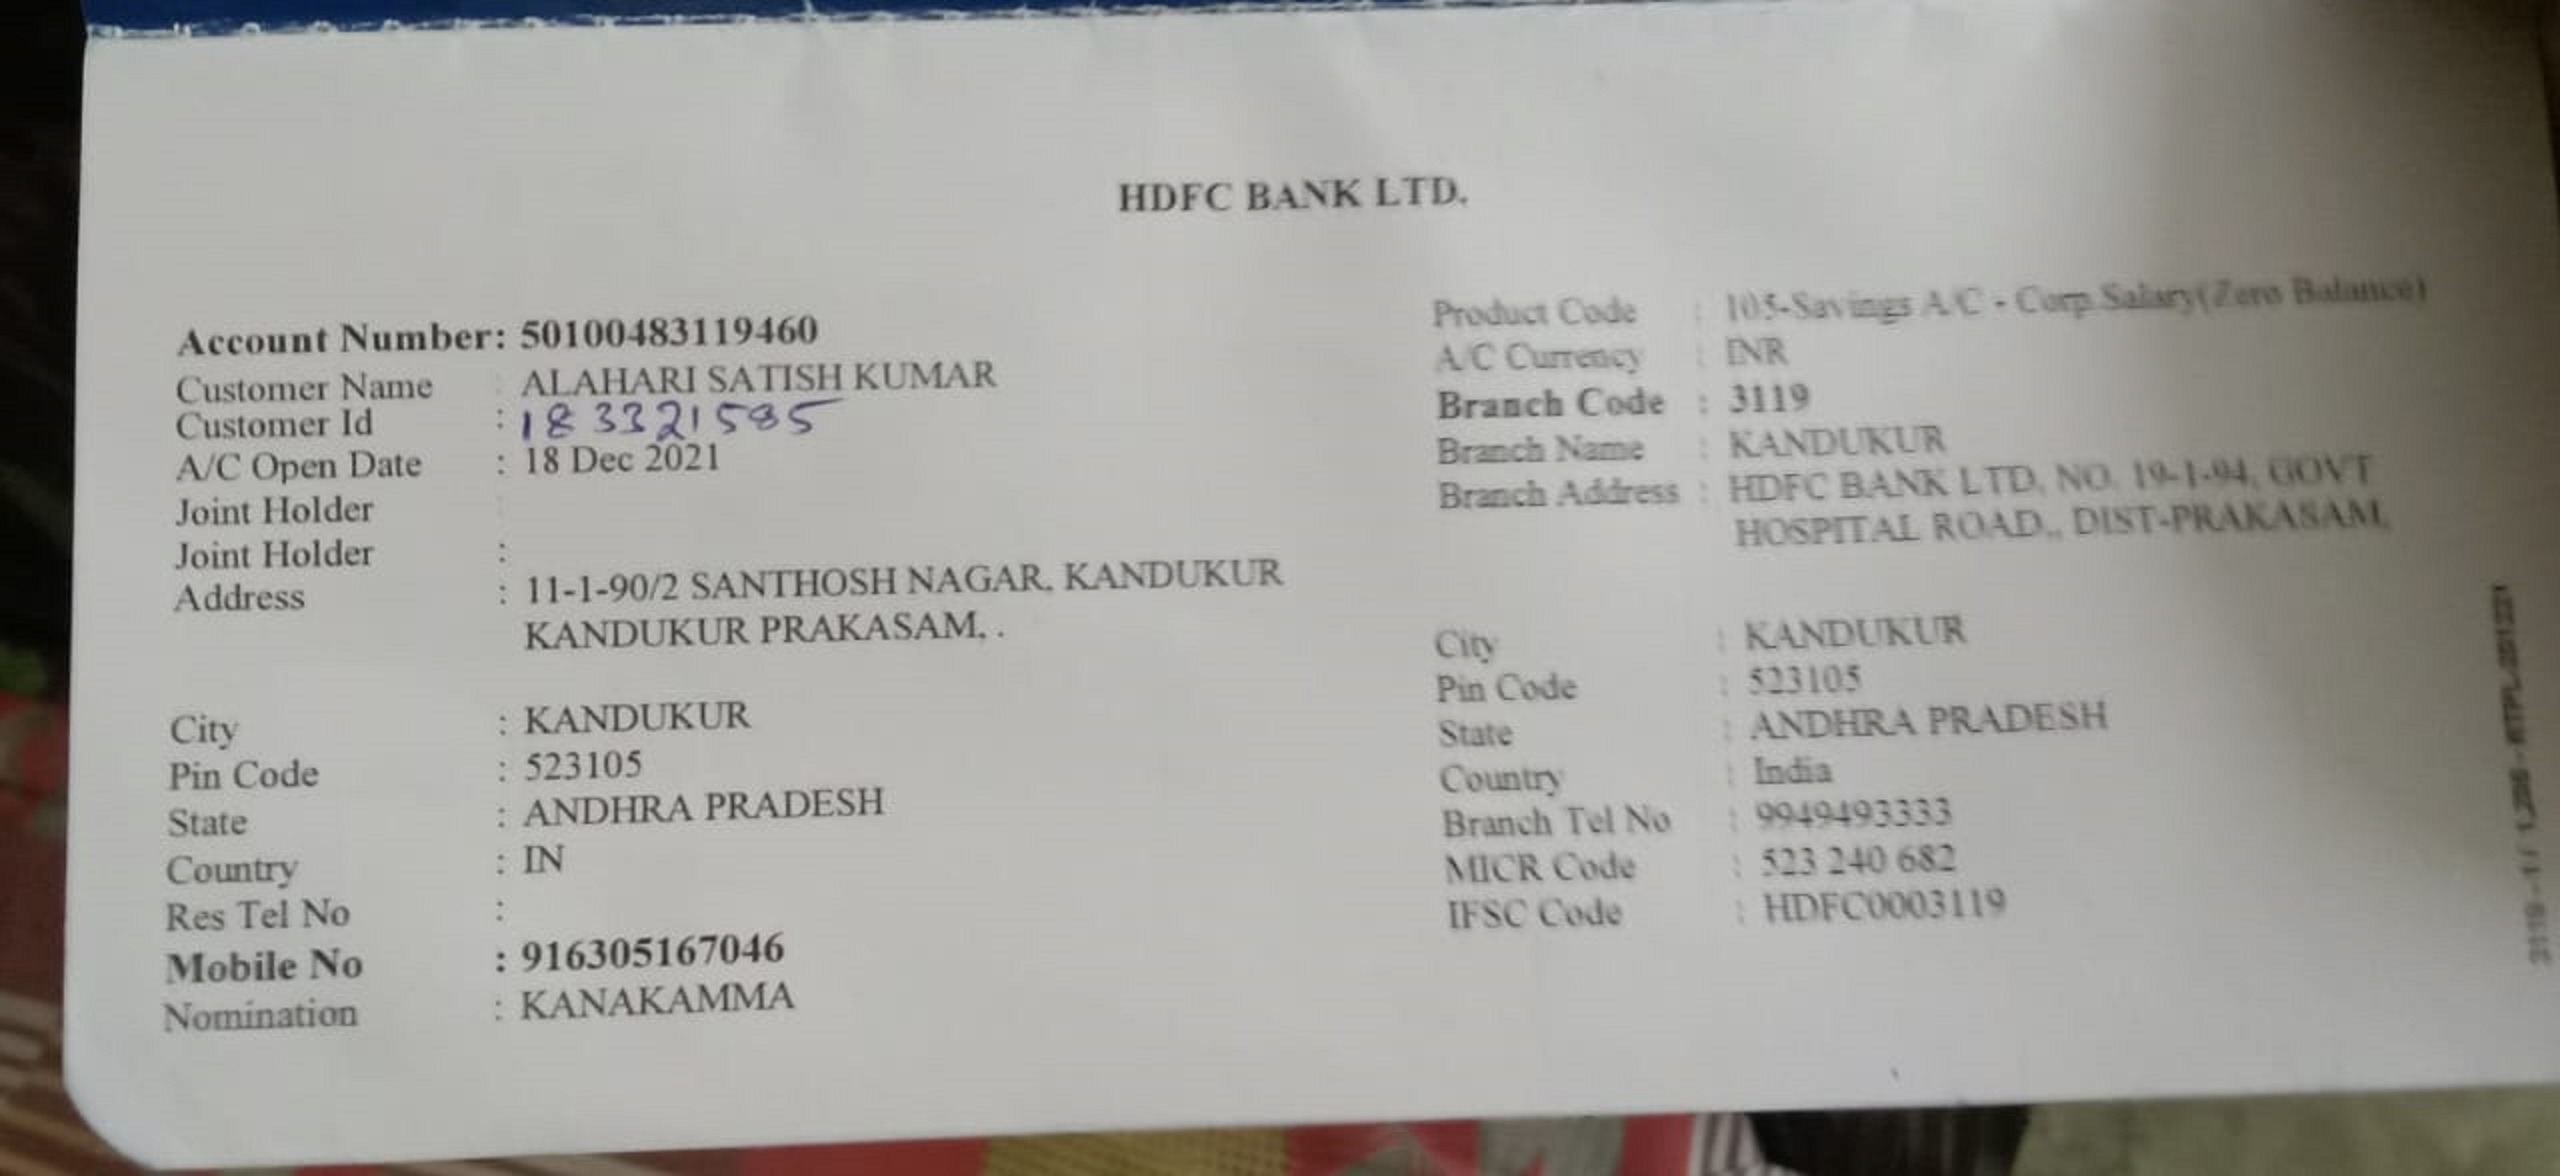 HDFC BANK LTD.
Account Number: 50100483119460
Customer Name : ALAHARI SATISH KUMAR
Customer Id : 183321585
A/C Open Date : 18 Dec 2021
Joint Holder :
Joint Holder :
Address : 11-1-90/2 SANTHOSH NAGAR, KANDUKUR
KANDUKUR PRAKASAM, .
City : KANDUKUR
Pin Code : 523105
State : ANDHRA PRADESH
Country : IN
Res Tel No :
Mobile No : 916305167046
Nomination : KANAKAMMA
Product Code : 105-Savings A/C - Corp Salary(Zero Balance)
A/C Currency : INR
Branch Code : 3119
Branch Name : KANDUKUR
Branch Address : HDFC BANK LTD, NO. 19-1-94, GOVT
HOSPITAL ROAD,, DIST-PRAKASAM,
City : KANDUKUR
Pin Code : 523105
State : ANDHRA PRADESH
Country : India
Branch Tel No : 9949493333
MICR Code : 523 240 682
IFSC Code : HDFC0003119